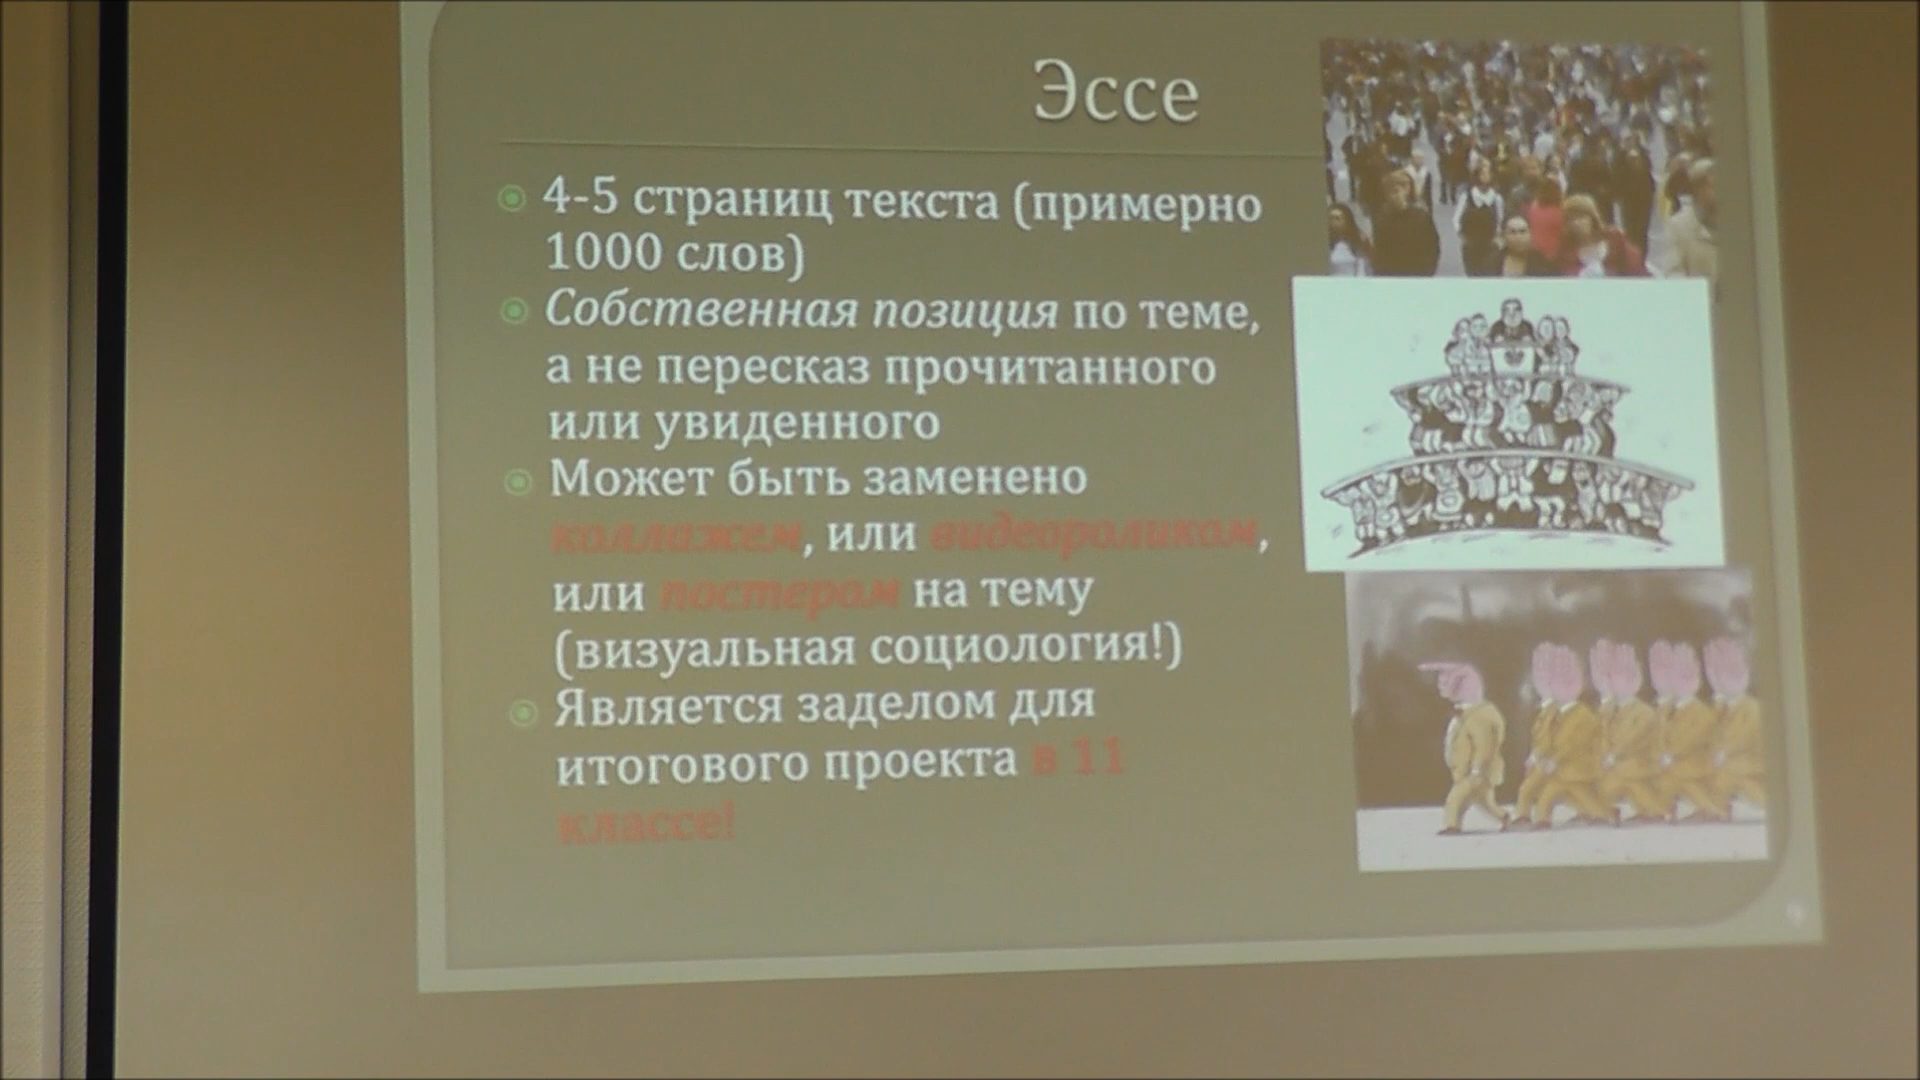 Эссе
4-5 страниц текста (примерно
1000 слов)
Собственная позиция по теме,
а не пересказ прочитанного
или увиденного
Может быть заменено
коллажем, или видеороликом,
или постером на тему
(визуальная социология!)
Является заделом для
итогового проекта в 11
классе!